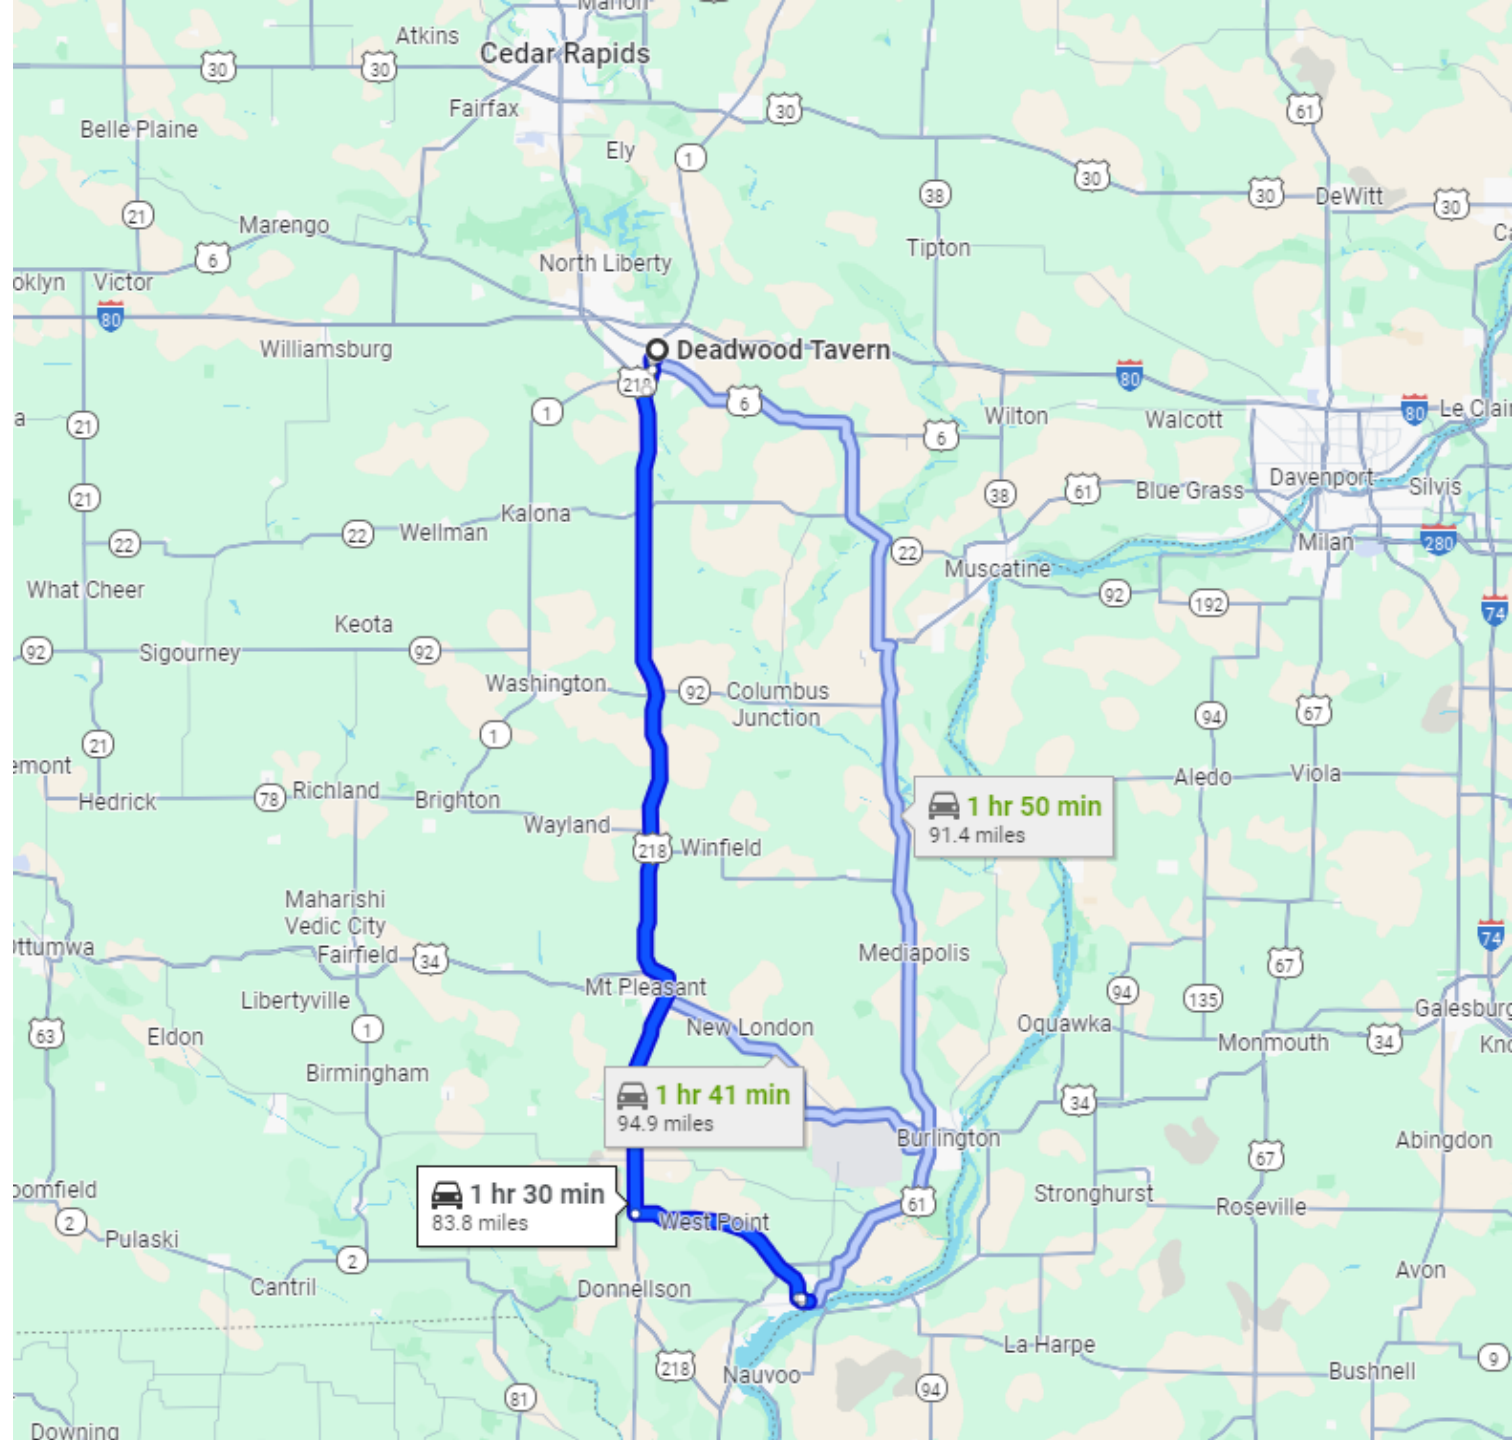 Marion
Atkins
Cedar Rapids
30
30
Fairfax
30
61
Belle Plaine
Ely
1
30
38
30
DeWitt
30
21
Marengo
6
Tipton
North Liberty
oklyn
Victor
80
Williamsburg
Deadwood Tavern
218
80
1
6
Wilton
Walcott
80
Le Clair
a
21
6
Davenport
Silvis
21
38
61
Blue Grass
Kalona
22
22
Wellman
22
Milan
280
Muscatine
What Cheer
92
192
74
Keota
92
Sigourney
92
Washington
92
Columbus
Junction
94
67
1
21
emont
Aledo
Viola
Hedrick
78
Richland
Brighton
1 hr 50 min
91.4 miles
Wayland
218
Winfield
Maharishi
Vedic City
Ottumwa
Fairfield
34
Mediapolis
74
67
Mt Pleasant
94
135
Libertyville
Galesburg
63
Eldon
1
New London
Oquawka
Monmouth
34
Kno
Birmingham
1 hr 41 min
94.9 miles
34
Burlington
Abingdon
67
oomfield
1 hr 30 min
83.8 miles
61
Stronghurst
Roseville
2
Pulaski
West Point
2
Cantril
Donnellson
Avon
La Harpe
218
Nauvoo
Bushnell
9
81
94
Downing